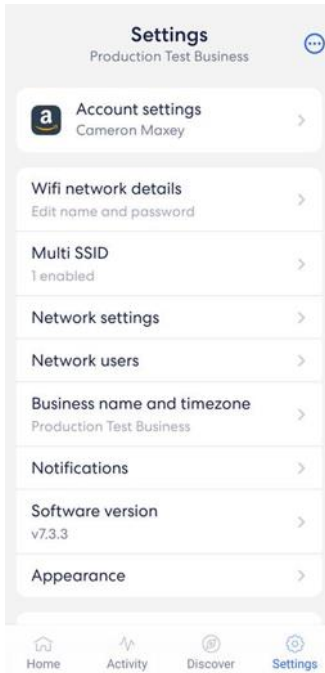 Settings
Production Test Business
a
Account settings
Cameron Maxey
Wifi network details
Edit name and password
Multi SSID
1 enabled
Network settings
Network users
Business name and timezone
Production Test Business
Notifications
Software version
v7.3.3
Appearance
Home Activity Discover Settings